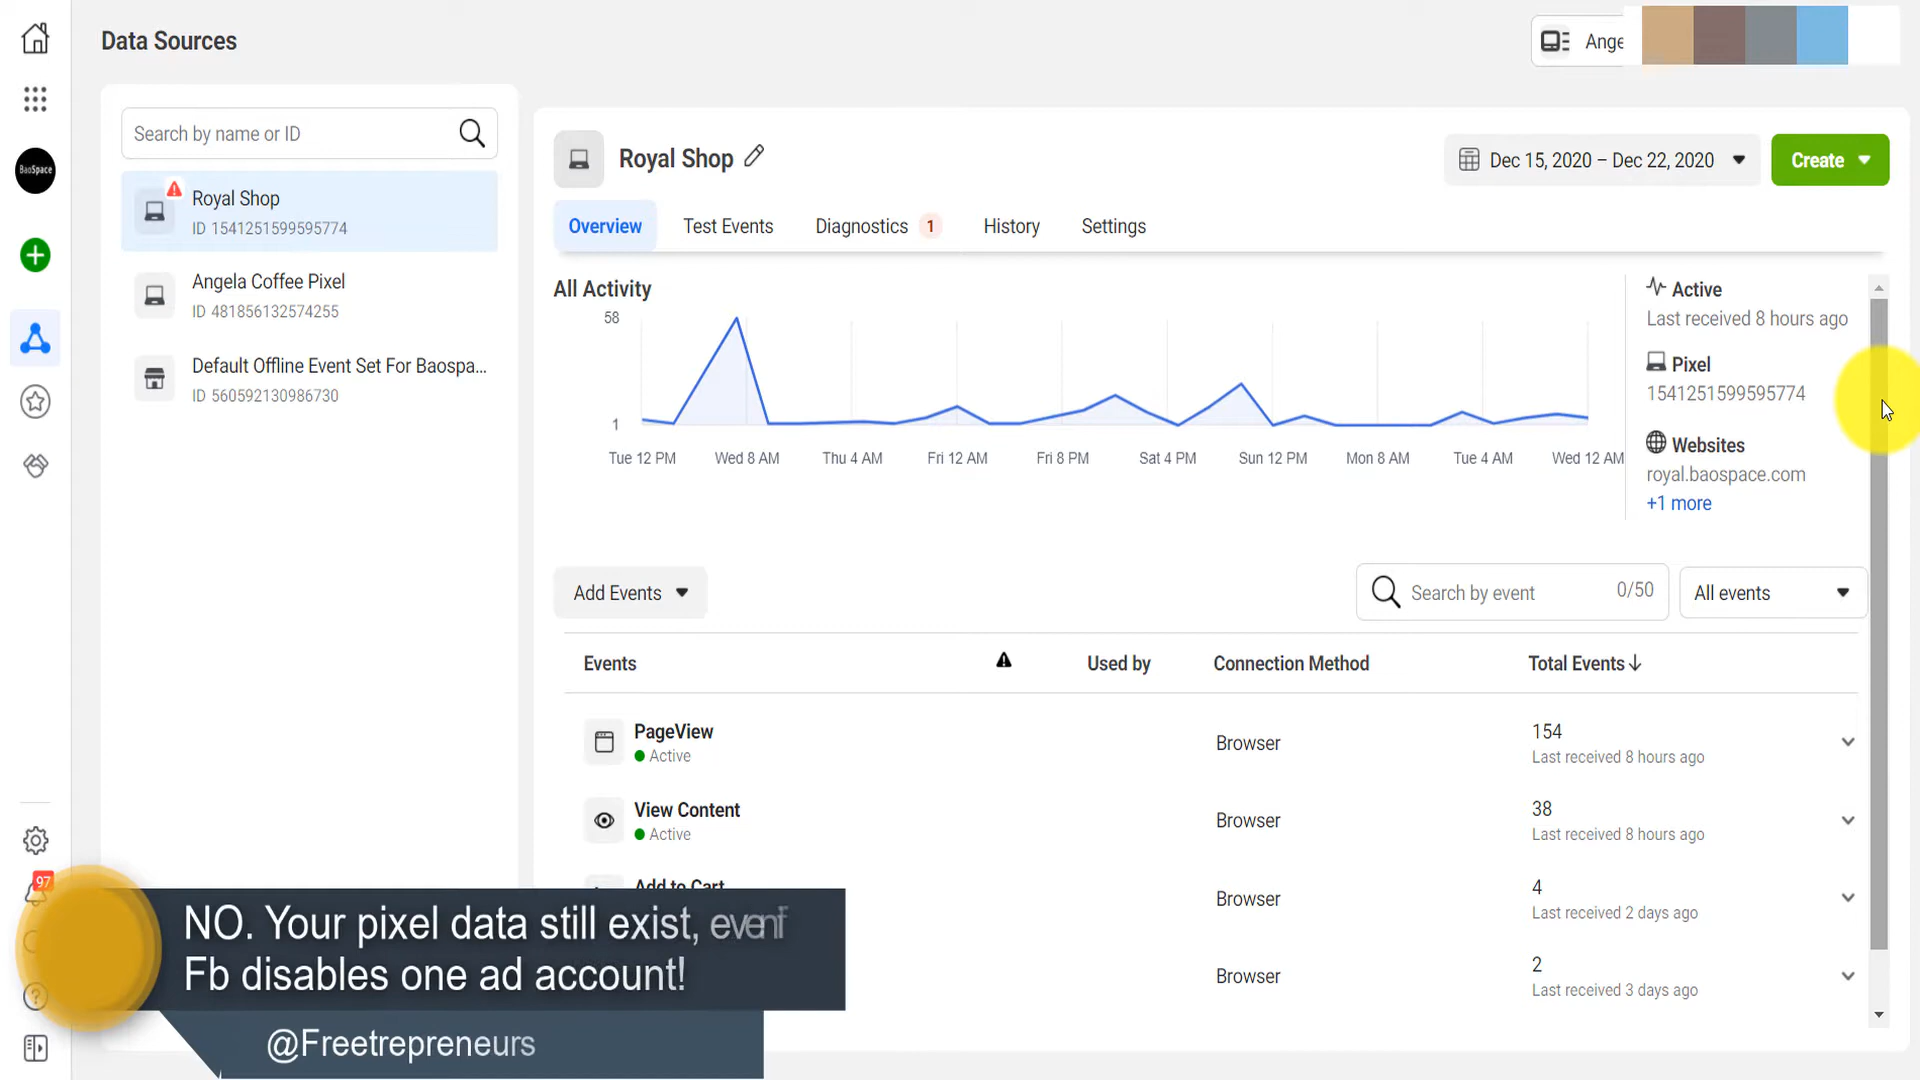 Data Sources
Ange
BaoSpace
Search by name or ID
Royal Shop
ID 1541251599595774
Angela Coffee Pixel
ID 481856132574255
Default Offline Event Set For Baospa...
ID 560592130986730
Royal Shop
Dec 15, 2020 – Dec 22, 2020
Create
Overview Test Events Diagnostics 1 History Settings
All Activity
58
1
Tue 12 PM Wed 8 AM Thu 4 AM Fri 12 AM Fri 8 PM Sat 4 PM Sun 12 PM Mon 8 AM Tue 4 AM Wed 12 AM
Active
Last received 8 hours ago
Pixel
1541251599595774
Websites
royal.baospace.com
+1 more
Add Events
Search by event 0/50
All events
Events Used by Connection Method Total Events
PageView
Active
Browser
154
Last received 8 hours ago
View Content
Active
Browser
38
Last received 8 hours ago
Add to Cart
Browser
4
Last received 2 days ago
Browser
2
Last received 3 days ago
97
NO. Your pixel data still exist, even if
Fb disables one ad account!
@Freetrepreneurs